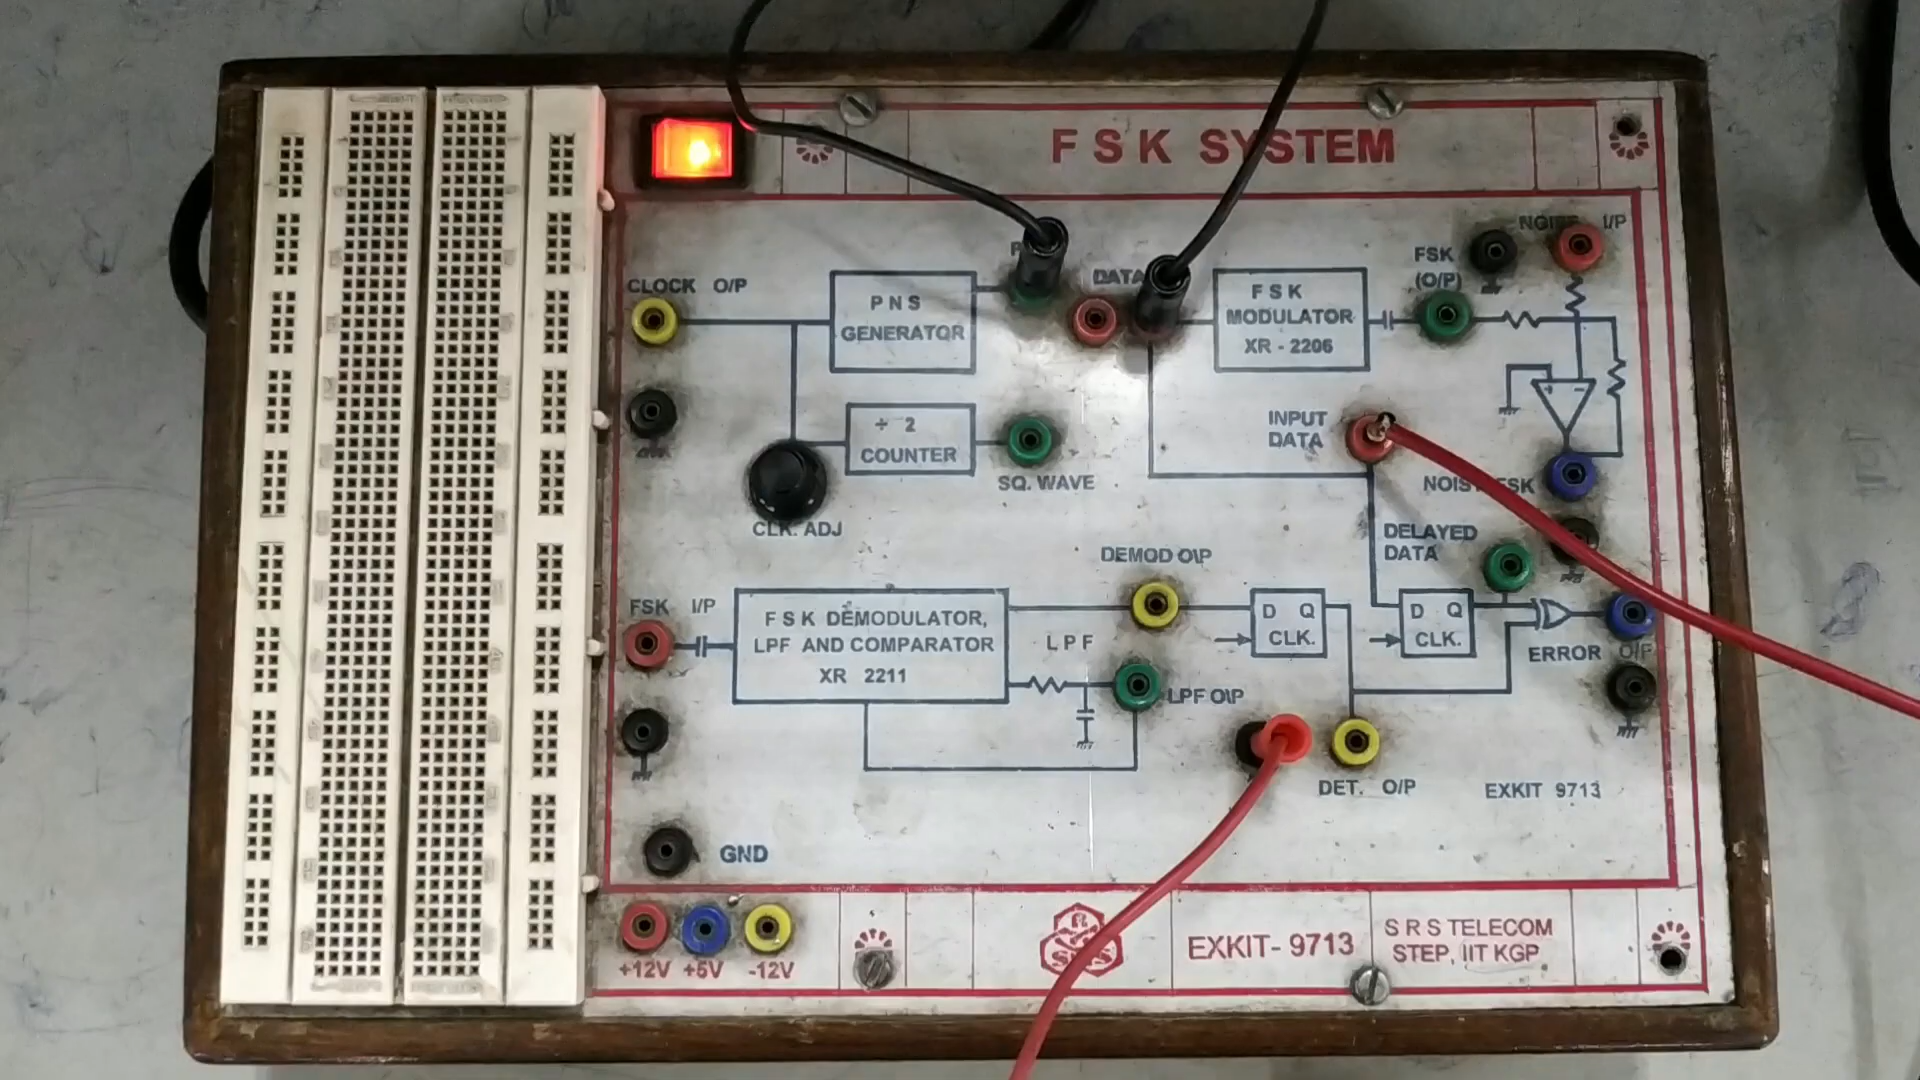 F S K SYSTEM
CLOCK O/P
P N S
GENERATOR
DATA
F S K
MODULATOR
XR - 2206
FSK
(O/P)
I/P
÷ 2
COUNTER
SQ. WAVE
CLK. ADJ
INPUT
DATA
DELAYED
DATA
DEMOD O\P
FSK I/P
F S K DEMODULATOR,
LPF AND COMPARATOR
XR 2211
L P F
LPF O\P
D Q
CLK.
D Q
CLK.
ERROR O/P
DET. O/P
EXKIT 9713
GND
+12V +5V -12V
EXKIT- 9713
S R S TELECOM
STEP, IIT KGP